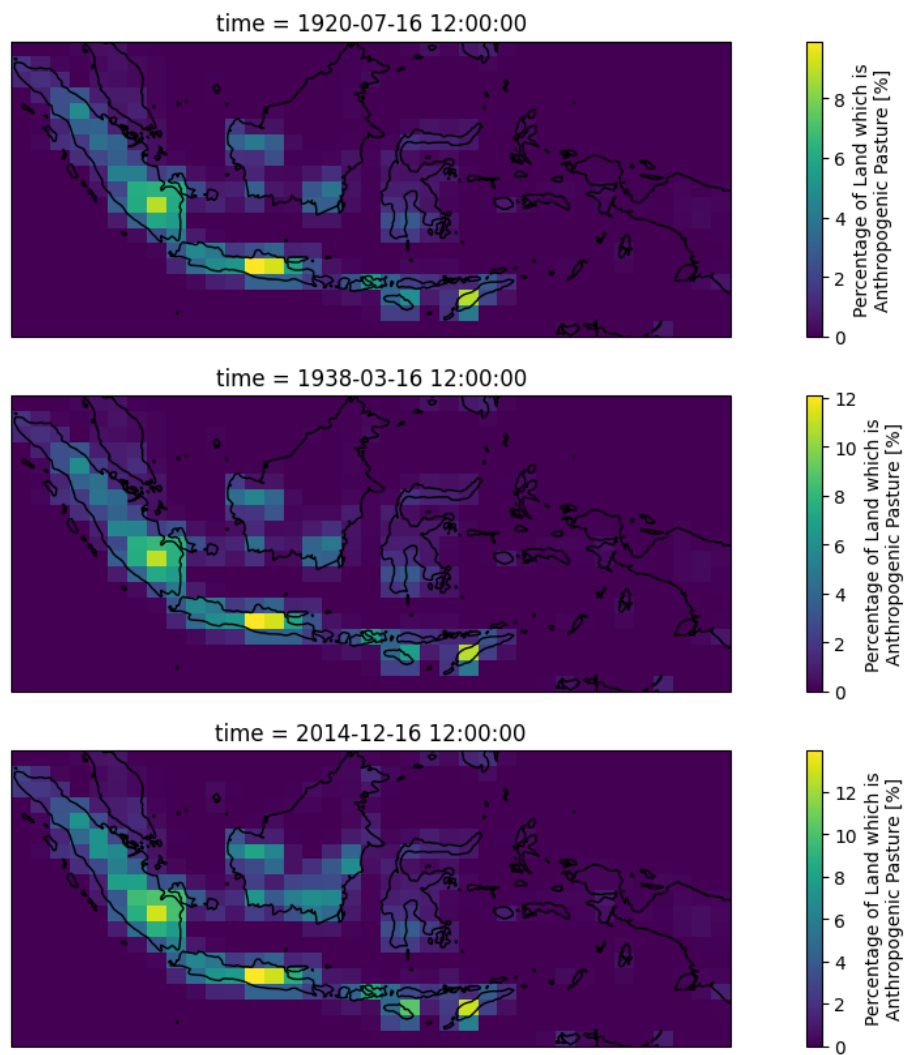 time = 1920-07-16 12:00:00
8
6
4
2
0
Percentage of Land which is
Anthropogenic Pasture [%]
time = 1938-03-16 12:00:00
12
10
8
6
4
2
0
Percentage of Land which is
Anthropogenic Pasture [%]
time = 2014-12-16 12:00:00
12
10
8
6
4
2
0
Percentage of Land which is
Anthropogenic Pasture [%]